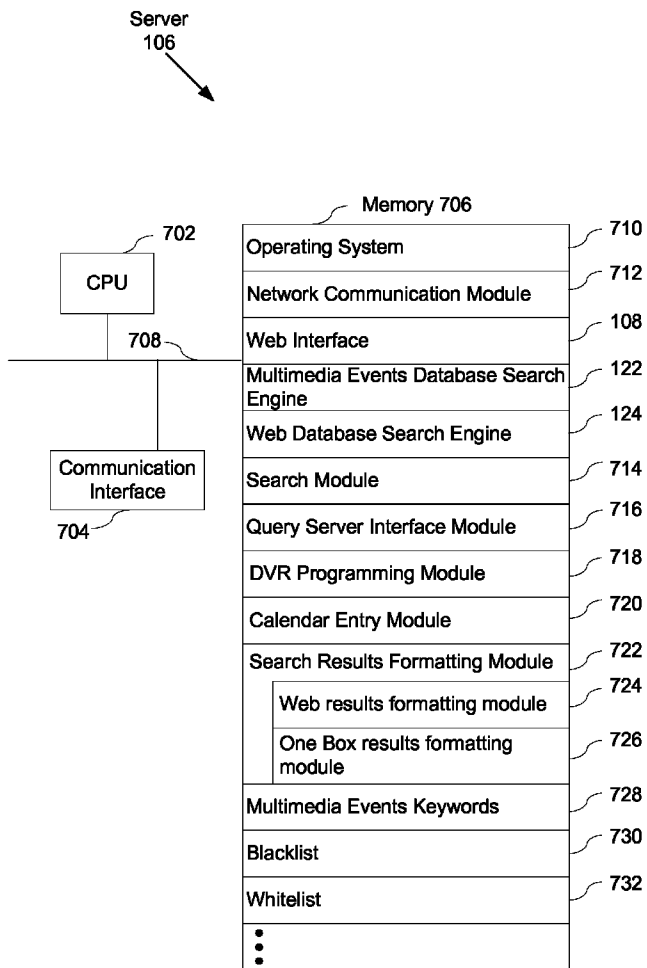 Server
106
Memory 706
702
CPU
708
Communication
Interface
704
Operating System
710
Network Communication Module
712
Web Interface
108
Multimedia Events Database Search
Engine
122
Web Database Search Engine
124
Search Module
714
Query Server Interface Module
716
DVR Programming Module
718
Calendar Entry Module
720
Search Results Formatting Module
722
Web results formatting module
724
One Box results formatting
module
726
Multimedia Events Keywords
728
Blacklist
730
Whitelist
732